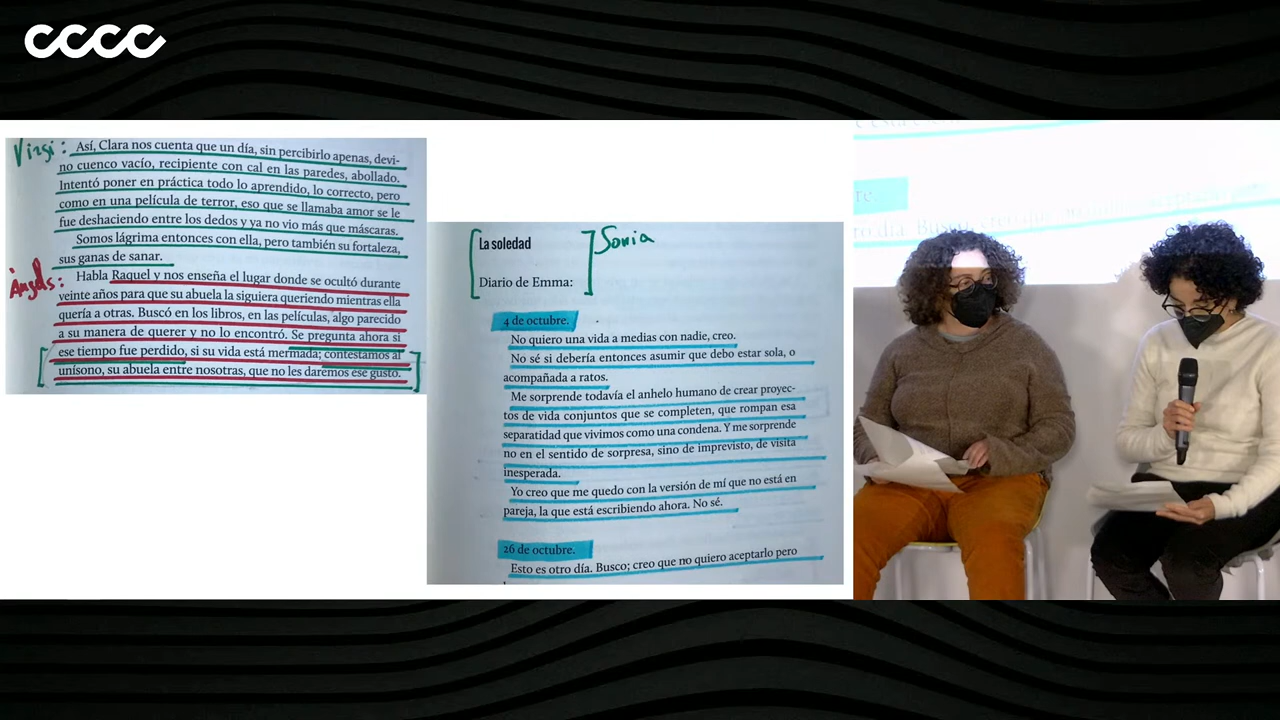 cccc
Virgi: Así, Clara nos cuenta que un día, sin percibirlo apenas, devi-
no cuenco vacío, recipiente con cal en las paredes, abollado.
Intentó poner en práctica todo lo aprendido, lo correcto, pero
como en una película de terror, eso que se llamaba amor se le
fue deshaciendo entre los dedos y ya no vio más que máscaras.
Somos lágrima entonces con ella, pero también su fortaleza,
sus ganas de sanar.
Àngels: Habla Raquel y nos enseña el lugar donde se ocultó durante
veinte años para que su abuela la siguiera queriendo mientras ella
quería a otras. Buscó en los libros, en las películas, algo parecido
a su manera de querer y no lo encontró. Se pregunta ahora si
ese tiempo fue perdido, si su vida está mermada; contestamos al
unísono, su abuela entre nosotras, que no les daremos ese gusto.
La soledad
Sonia
Diario de Emma:
4 de octubre.
No quiero una vida a medias con nadie, creo.
No sé si debería entonces asumir que debo estar sola, o
acompañada a ratos.
Me sorprende todavía el anhelo humano de crear proyec-
tos de vida conjuntos que se completen, que rompan esa
separatidad que vivimos como una condena. Y me sorprende
no en el sentido de sorpresa, sino de imprevisto, de visita
inesperada.
Yo creo que me quedo con la versión de mí que no está en
pareja, la que está escribiendo ahora. No sé.
26 de octubre.
Esto es otro día. Busco; creo que no quiero aceptarlo pero
re.
ro día. Busco; creo que no